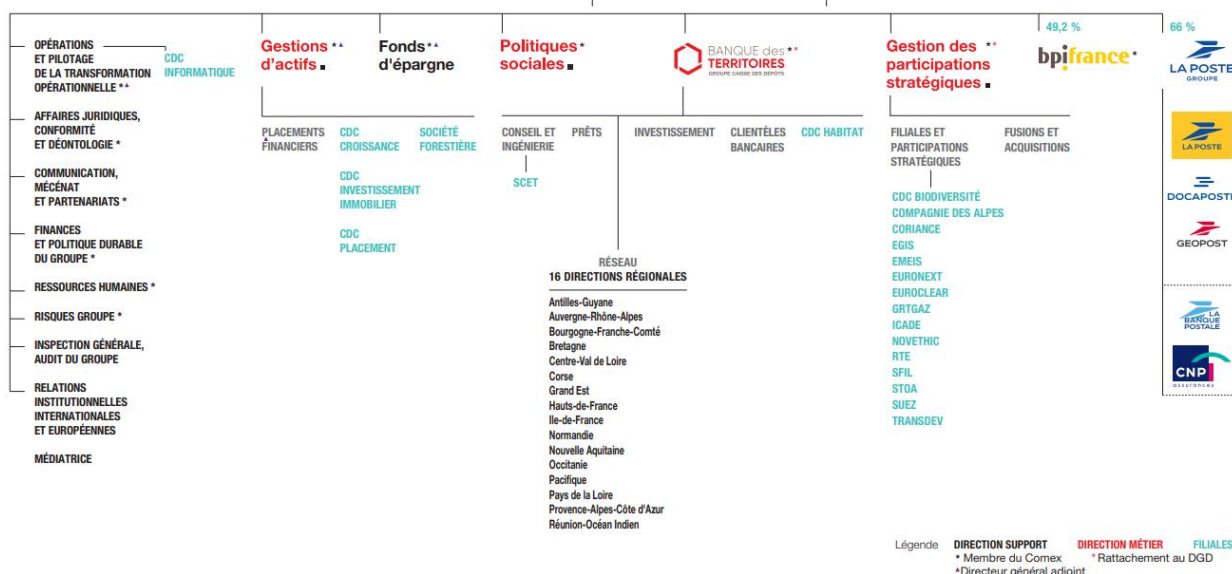 49,2 %
66 %
OPÉRATIONS
ET PILOTAGE
DE LA TRANSFORMATION
OPÉRATIONNELLE *▲
CDC
INFORMATIQUE
AFFAIRES JURIDIQUES,
CONFORMITÉ
ET DÉONTOLOGIE *
COMMUNICATION,
MÉCÉNAT
ET PARTENARIATS *
FINANCES
ET POLITIQUE DURABLE
DU GROUPE *
RESSOURCES HUMAINES *
RISQUES GROUPE *
INSPECTION GÉNÉRALE,
AUDIT DU GROUPE
RELATIONS
INSTITUTIONNELLES
INTERNATIONALES
ET EUROPÉENNES
MÉDIATRICE
Gestions *▲
d'actifs ■
Fonds *▲
d'épargne
PLACEMENTS
FINANCIERS
CDC
CROISSANCE
CDC
INVESTISSEMENT
IMMOBILIER
CDC
PLACEMENT
SOCIÉTÉ
FORESTIÈRE
Politiques *
sociales ■
BANQUE des **
TERRITOIRES
GROUPE CAISSE DES DÉPÔTS
CONSEIL ET
INGÉNIERIE
SCET
PRÊTS
INVESTISSEMENT
CLIENTÈLES
BANCAIRES
CDC HABITAT
RÉSEAU
16 DIRECTIONS RÉGIONALES
Antilles-Guyane
Auvergne-Rhône-Alpes
Bourgogne-Franche-Comté
Bretagne
Centre-Val de Loire
Corse
Grand Est
Hauts-de-France
Ile-de-France
Normandie
Nouvelle Aquitaine
Occitanie
Pacifique
Pays de la Loire
Provence-Alpes-Côte d'Azur
Réunion-Océan Indien
Gestion des **
participations
stratégiques ■
FILIALES ET
PARTICIPATIONS
STRATÉGIQUES
CDC BIODIVERSITÉ
COMPAGNIE DES ALPES
CORIANCE
EGIS
EMEIS
EURONEXT
EUROCLEAR
GRTGAZ
ICADE
NOVETHIC
RTE
SFIL
STOA
SUEZ
TRANSDEV
FUSIONS ET
ACQUISITIONS
bpifrance *
LA POSTE
GROUPE
LA POSTE
DOCAPOSTE
GEOPOST
LA
BANQUE
POSTALE
CNP
assurances
Légende DIRECTION SUPPORT DIRECTION MÉTIER FILIALES
* Membre du Comex * Rattachement au DGD
▲Directeur général adjoint